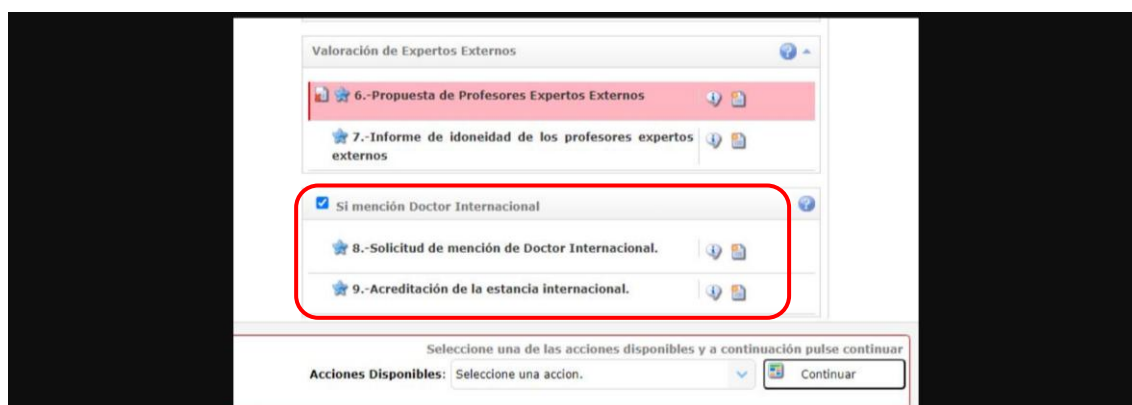 Valoración de Expertos Externos
6.-Propuesta de Profesores Expertos Externos
7.-Informe de idoneidad de los profesores expertos
externos
Si mención Doctor Internacional
8.-Solicitud de mención de Doctor Internacional.
9.-Acreditación de la estancia internacional.
Seleccione una de las acciones disponibles y a continuación pulse continuar
Acciones Disponibles: Seleccione una accion. Continuar